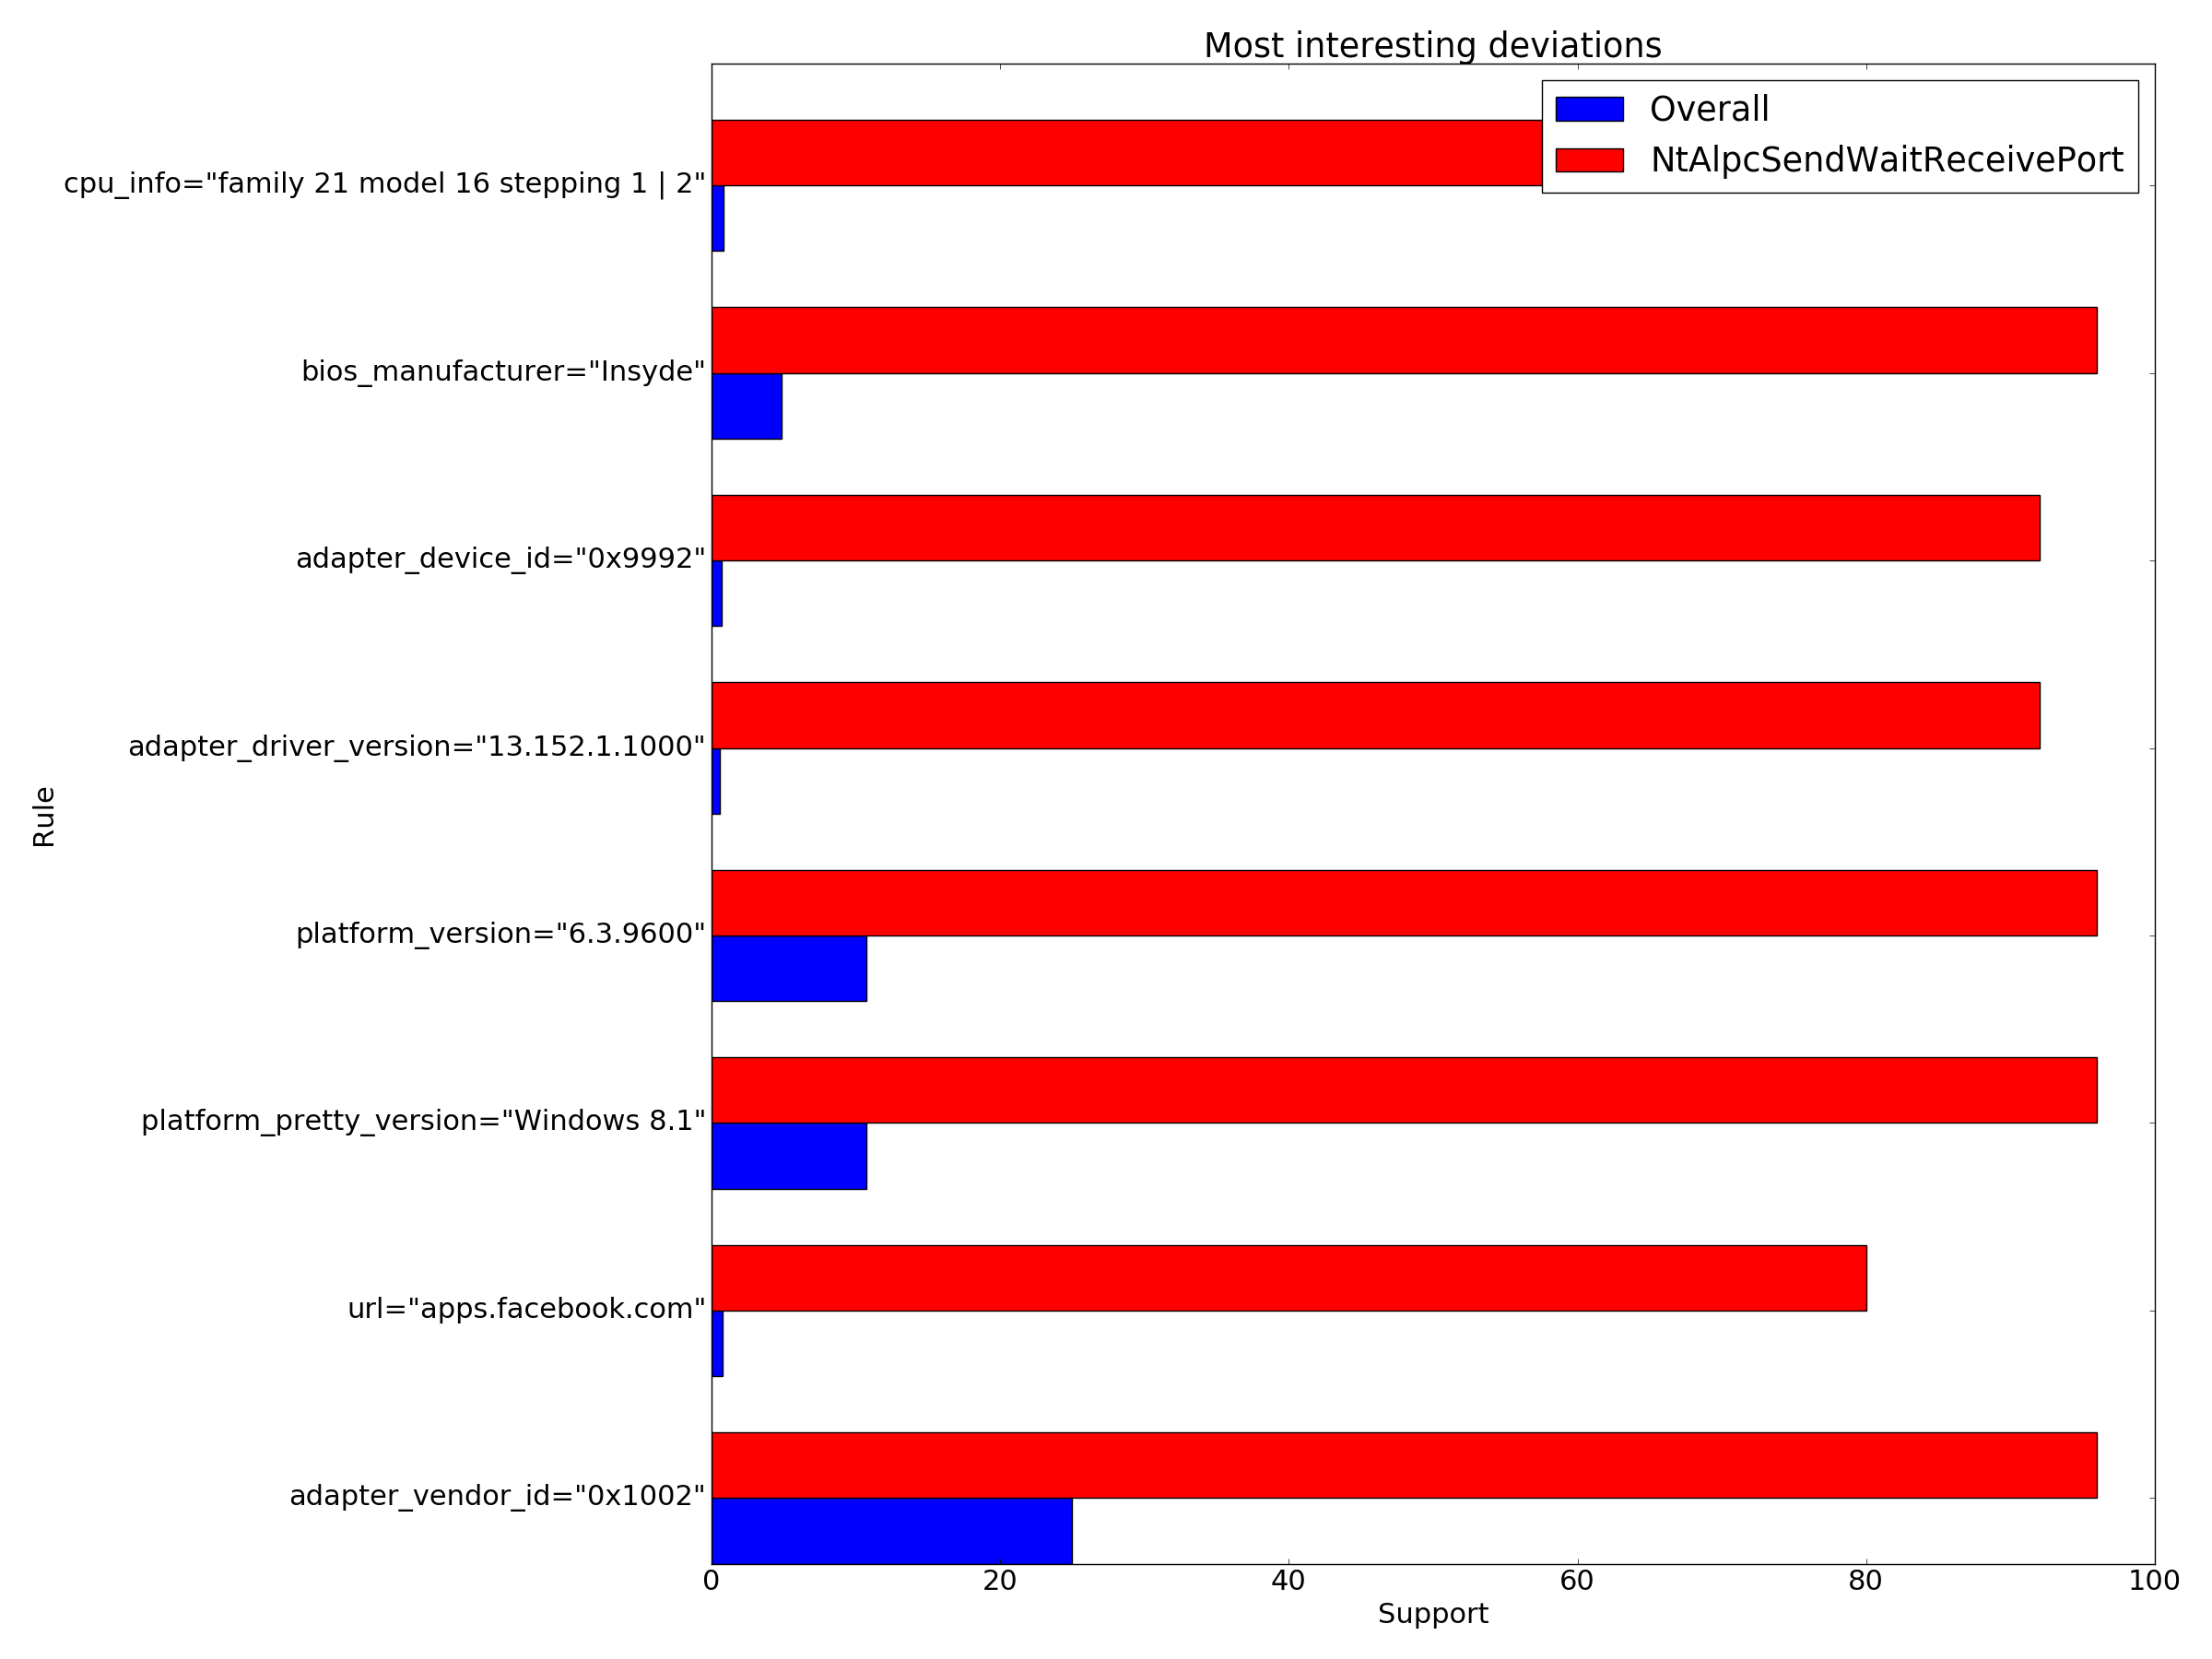 Most interesting deviations
Overall
NtAlpcSendWaitReceivePort
cpu_info="family 21 model 16 stepping 1 | 2"
bios_manufacturer="Insyde"
adapter_device_id="0x9992"
adapter_driver_version="13.152.1.1000"
platform_version="6.3.9600"
platform_pretty_version="Windows 8.1"
url="apps.facebook.com"
adapter_vendor_id="0x1002"
Rule
0 20 40 60 80 100
Support